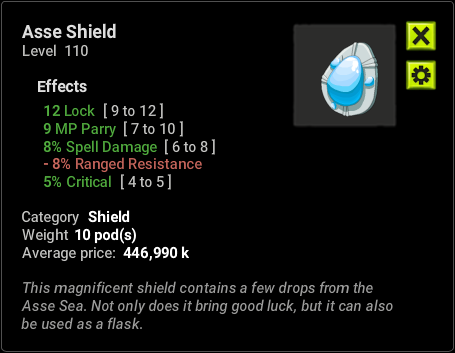 Asse Shield
Level 110
Effects
12 Lock [ 9 to 12 ]
9 MP Parry [ 7 to 10 ]
8% Spell Damage [ 6 to 8 ]
- 8% Ranged Resistance
5% Critical [ 4 to 5 ]
Category Shield
Weight 10 pod(s)
Average price: 446,990 k
This magnificent shield contains a few drops from the
Asse Sea. Not only does it bring good luck, but it can also
be used as a flask.